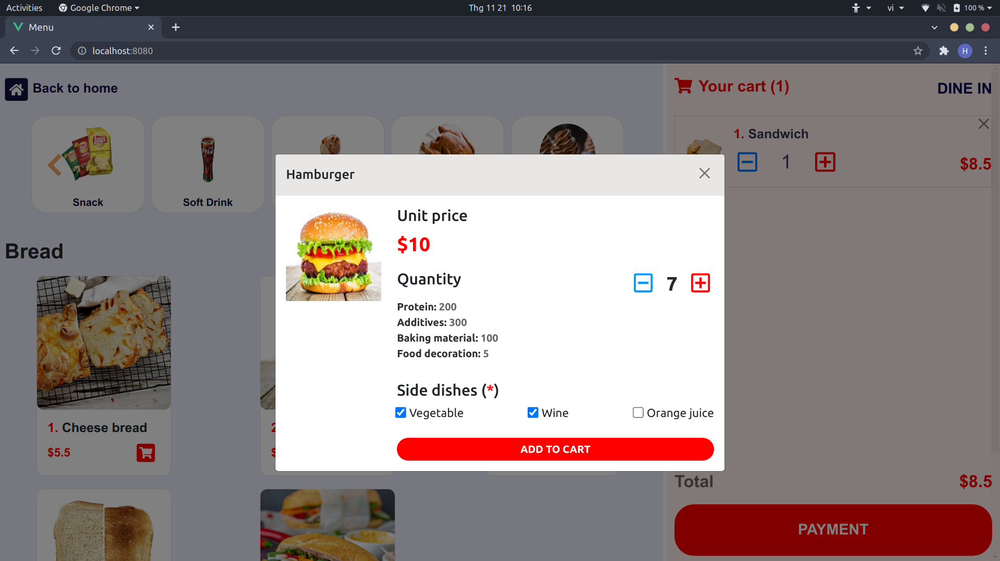 Activities
Google Chrome
Thg 11 21 10:16
vi
100 %
Menu
localhost:8080
H
Back to home
Snack
Soft Drink
Lay's
Bread
1. Cheese bread
$5.5
Hamburger
Unit price
$10
Quantity
7
Protein: 200
Additives: 300
Baking material: 100
Food decoration: 5
Side dishes (*)
Vegetable
Wine
Orange juice
ADD TO CART
Your cart (1)
DINE IN
1. Sandwich
1
$8.5
Total
$8.5
PAYMENT